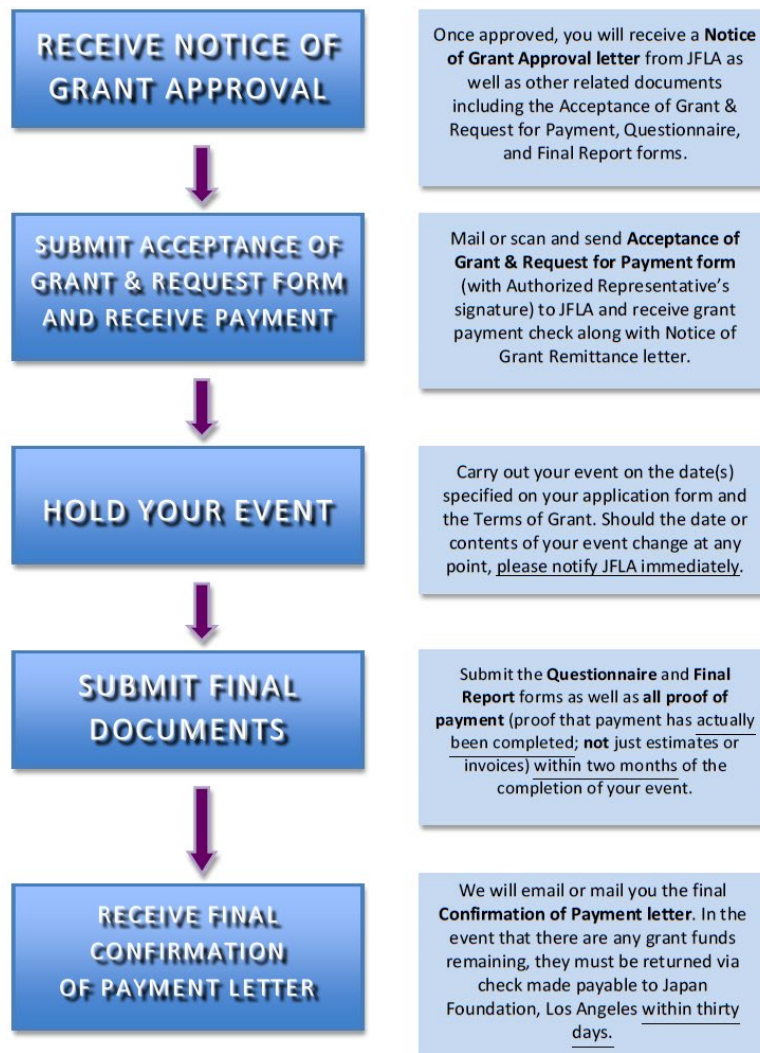 RECEIVE NOTICE OF
GRANT APPROVAL
Once approved, you will receive a Notice
of Grant Approval letter from JFLA as
well as other related documents
including the Acceptance of Grant &
Request for Payment, Questionnaire,
and Final Report forms.
SUBMIT ACCEPTANCE OF
GRANT & REQUEST FORM
AND RECEIVE PAYMENT
Mail or scan and send Acceptance of
Grant & Request for Payment form
(with Authorized Representative's
signature) to JFLA and receive grant
payment check along with Notice of
Grant Remittance letter.
HOLD YOUR EVENT
Carry out your event on the date(s)
specified on your application form and
the Terms of Grant. Should the date or
contents of your event change at any
point, please notify JFLA immediately.
SUBMIT FINAL
DOCUMENTS
Submit the Questionnaire and Final
Report forms as well as all proof of
payment (proof that payment has actually
been completed; not just estimates or
invoices) within two months of the
completion of your event.
RECEIVE FINAL
CONFIRMATION
OF PAYMENT LETTER
We will email or mail you the final
Confirmation of Payment letter. In the
event that there are any grant funds
remaining, they must be returned via
check made payable to Japan
Foundation, Los Angeles within thirty
days.